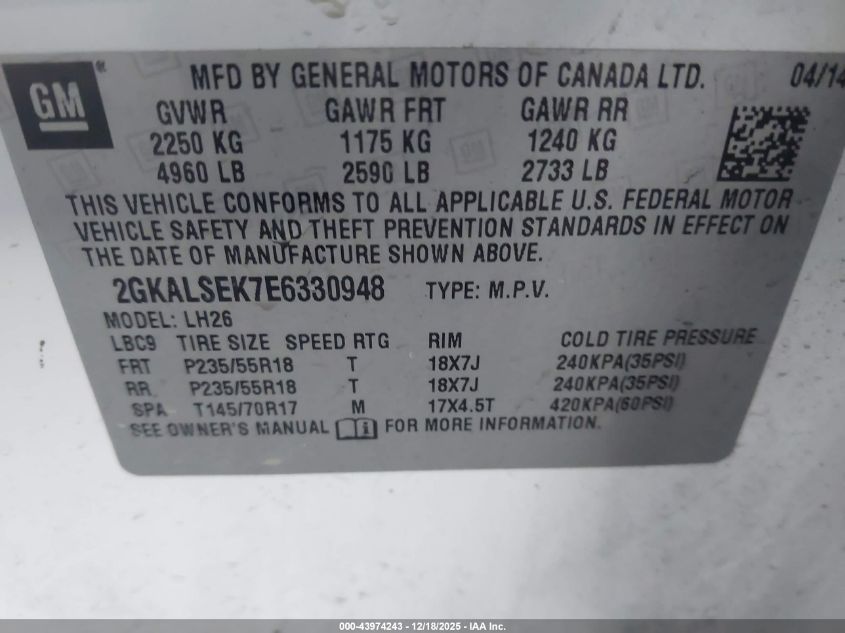 GM ®
MFD BY GENERAL MOTORS OF CANADA LTD. 04/14
GVWR GAWR FRT GAWR RR
2250 KG 1175 KG 1240 KG
4960 LB 2590 LB 2733 LB
THIS VEHICLE CONFORMS TO ALL APPLICABLE U.S. FEDERAL MOTOR
VEHICLE SAFETY AND THEFT PREVENTION STANDARDS IN EFFECT ON
THE DATE OF MANUFACTURE SHOWN ABOVE.
2GKALSEK7E6330948 TYPE: M.P.V.
MODEL: LH26
LBC9 TIRE SIZE SPEED RTG RIM COLD TIRE PRESSURE
FRT P235/55R18 T 18X7J 240KPA(35PSI)
RR P235/55R18 T 18X7J 240KPA(35PSI)
SPA T145/70R17 M 17X4.5T 420KPA(60PSI)
SEE OWNER'S MANUAL i FOR MORE INFORMATION.
000-43974243 - 12/18/2025 - IAA Inc.